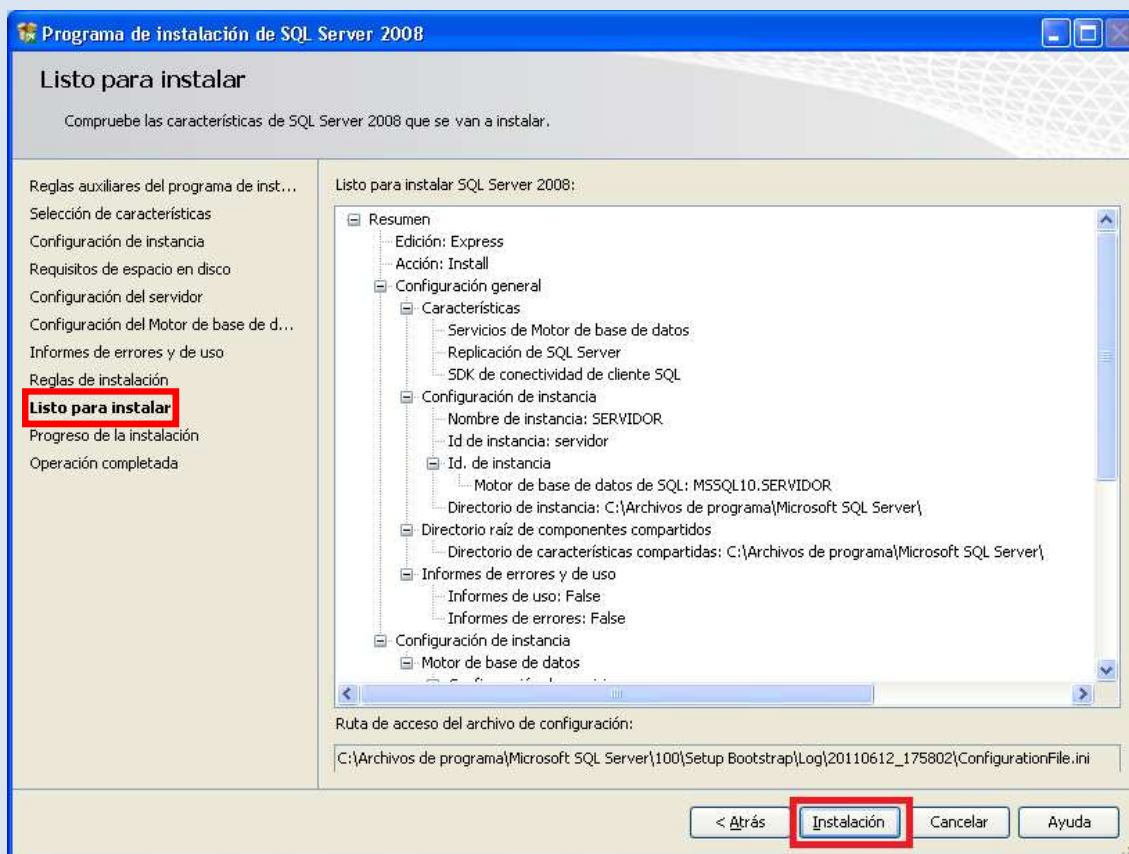 Programa de instalación de SQL Server 2008
Listo para instalar
Compruebe las características de SQL Server 2008 que se van a instalar.
Reglas auxiliares del programa de inst...
Selección de características
Configuración de instancia
Requisitos de espacio en disco
Configuración del servidor
Configuración del Motor de base de d...
Informes de errores y de uso
Reglas de instalación
Listo para instalar
Progreso de la instalación
Operación completada
Listo para instalar SQL Server 2008:
Resumen
Edición: Express
Acción: Install
Configuración general
Características
Servicios de Motor de base de datos
Replicación de SQL Server
SDK de conectividad de cliente SQL
Configuración de instancia
Nombre de instancia: SERVIDOR
Id de instancia: servidor
Id. de instancia
Motor de base de datos de SQL: MSSQL10.SERVIDOR
Directorio de instancia: C:\Archivos de programa\Microsoft SQL Server\
Directorio raíz de componentes compartidos
Directorio de características compartidas: C:\Archivos de programa\Microsoft SQL Server\
Informes de errores y de uso
Informes de uso: False
Informes de errores: False
Configuración de instancia
Motor de base de datos
Ruta de acceso del archivo de configuración:
C:\Archivos de programa\Microsoft SQL Server\100\Setup Bootstrap\Log\20110612_175802\ConfigurationFile.ini
< Atrás
Instalación
Cancelar
Ayuda